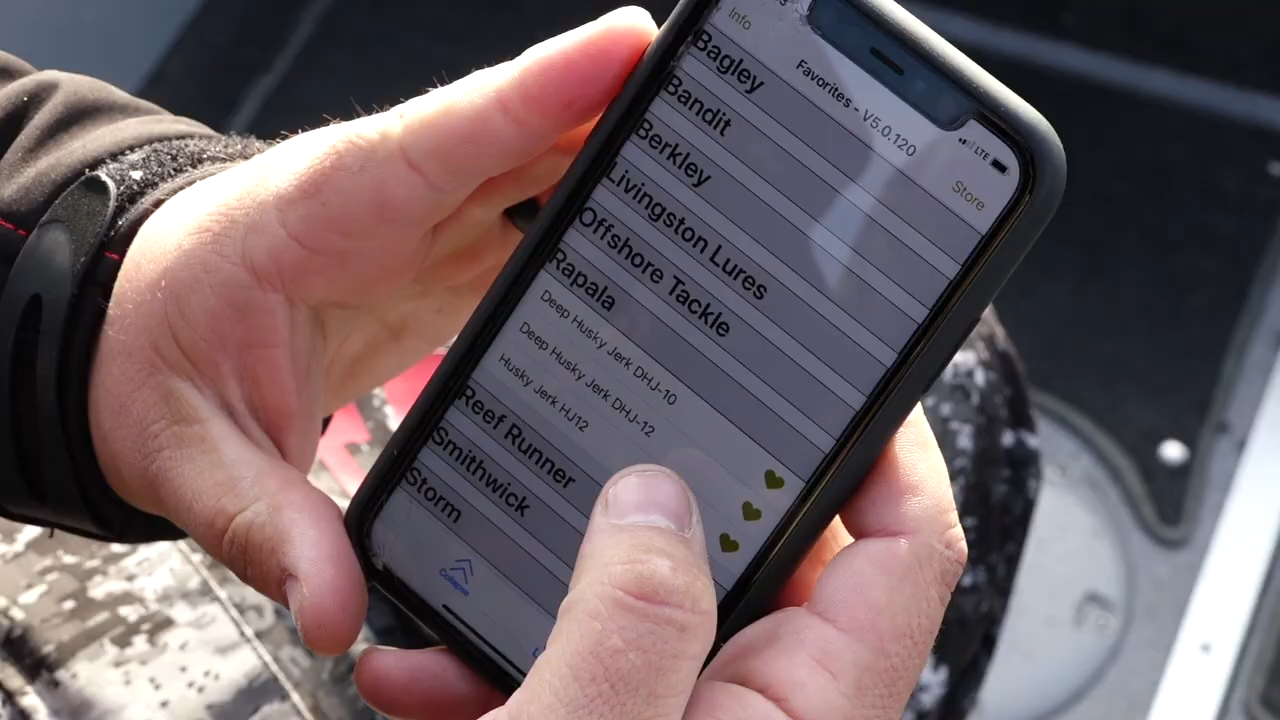 Info
Favorites - V5.0.120
LTE
Store
Bagley
Bandit
Berkley
Livingston Lures
Offshore Tackle
Rapala
Deep Husky Jerk DHJ-10
Deep Husky Jerk DHJ-12
Husky Jerk HJ12
Reef Runner
Smithwick
Storm
Collapse